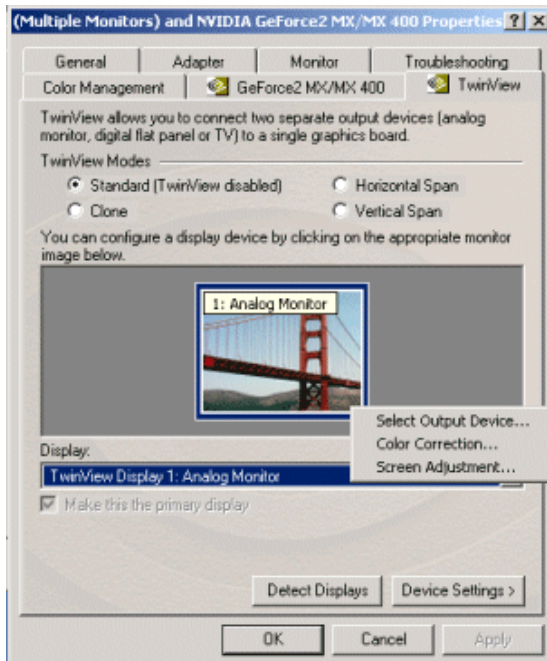 (Multiple Monitors) and NVIDIA GeForce2 MX/MX 400 Properties
General
Adapter
Monitor
Troubleshooting
Color Management
GeForce2 MX/MX 400
TwinView
TwinView allows you to connect two separate output devices (analog
monitor, digital flat panel or TV) to a single graphics board.
TwinView Modes
Standard (TwinView disabled)
Horizontal Span
Clone
Vertical Span
You can configure a display device by clicking on the appropriate monitor
image below.
1: Analog Monitor
Select Output Device...
Color Correction...
Screen Adjustment...
Display:
TwinView Display 1: Analog Monitor
Make this the primary display
Detect Displays
Device Settings >
OK
Cancel
Apply